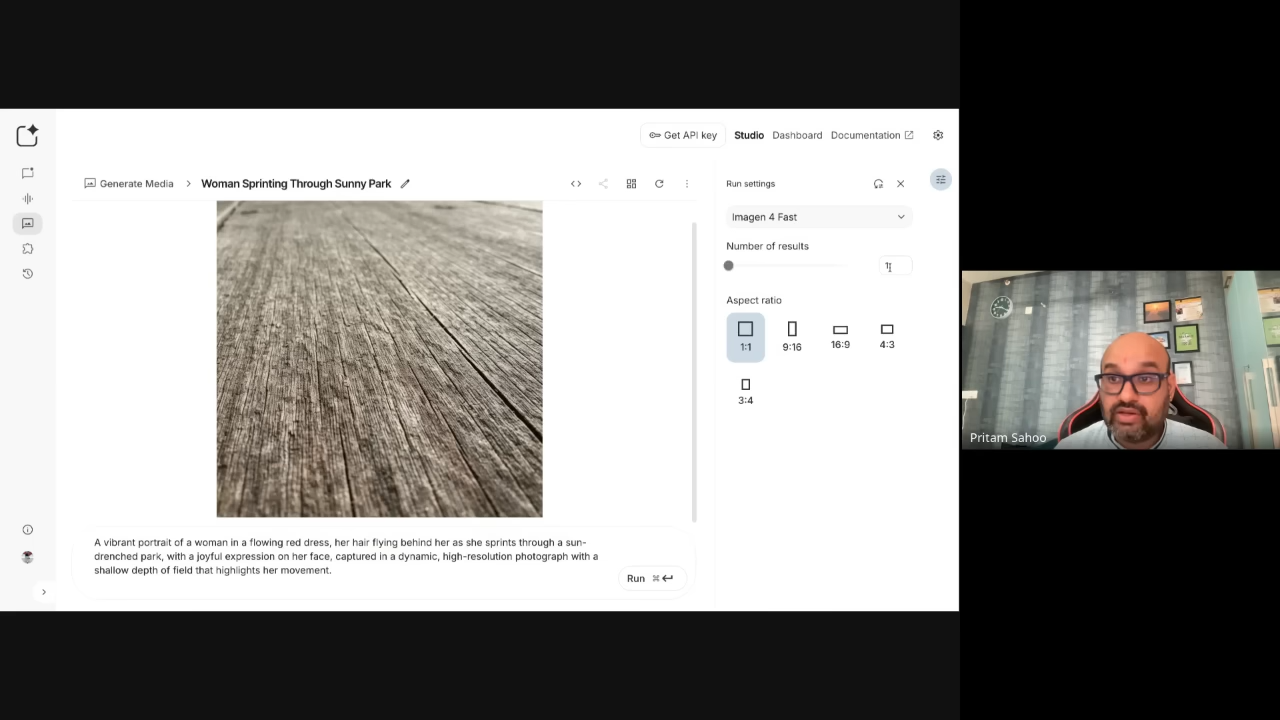 Get API key
Studio
Dashboard
Documentation
Generate Media
Woman Sprinting Through Sunny Park
Run settings
Imagen 4 Fast
Number of results
1
Aspect ratio
1:1
9:16
16:9
4:3
3:4
A vibrant portrait of a woman in a flowing red dress, her hair flying behind her as she sprints through a sun-
drenched park, with a joyful expression on her face, captured in a dynamic, high-resolution photograph with a
shallow depth of field that highlights her movement.
Run ⌘↵
Pritam Sahoo